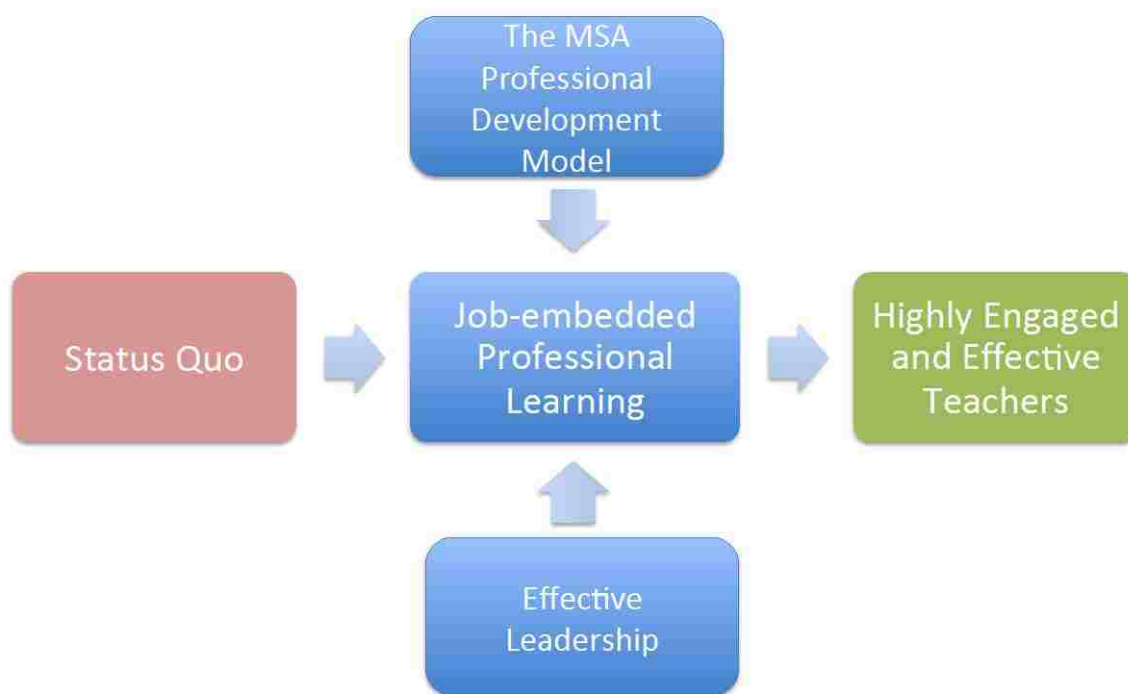 The MSA
Professional
Development
Model
Status Quo
Job-embedded
Professional
Learning
Highly Engaged
and Effective
Teachers
Effective
Leadership